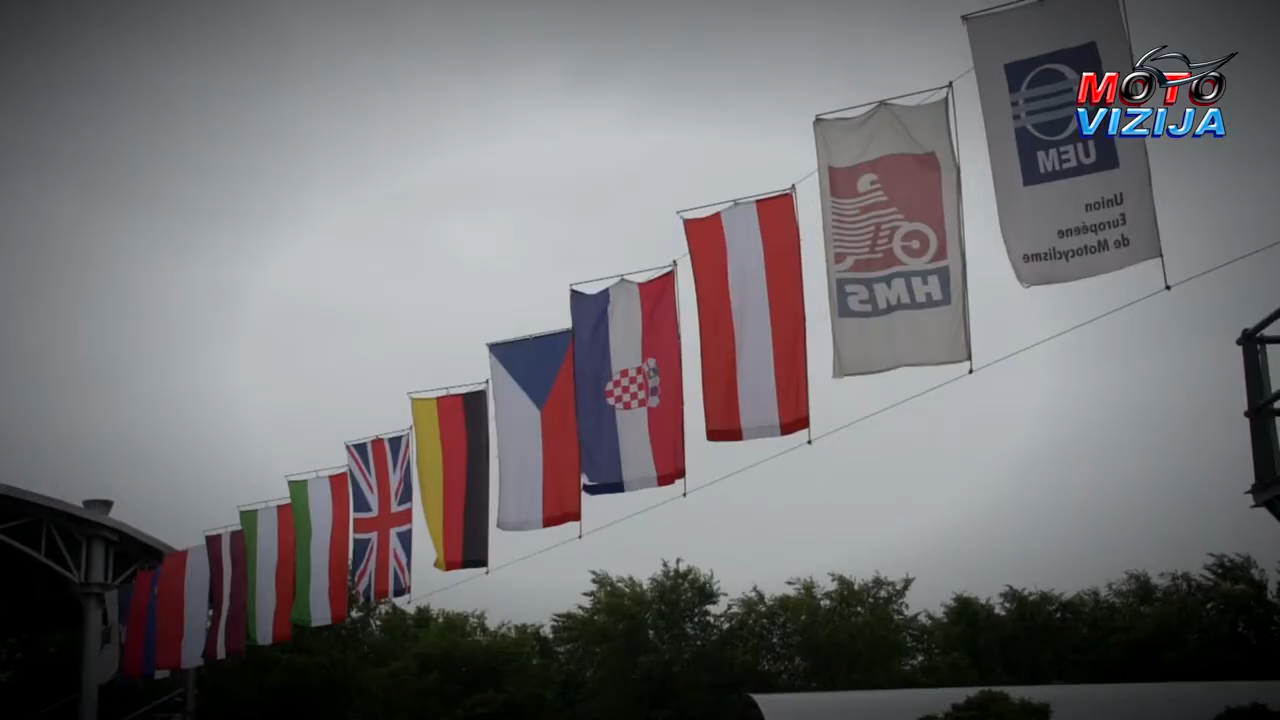 MOTO
VIZIJA
UEM
Union
Européene
de Motocyclisme
HMS